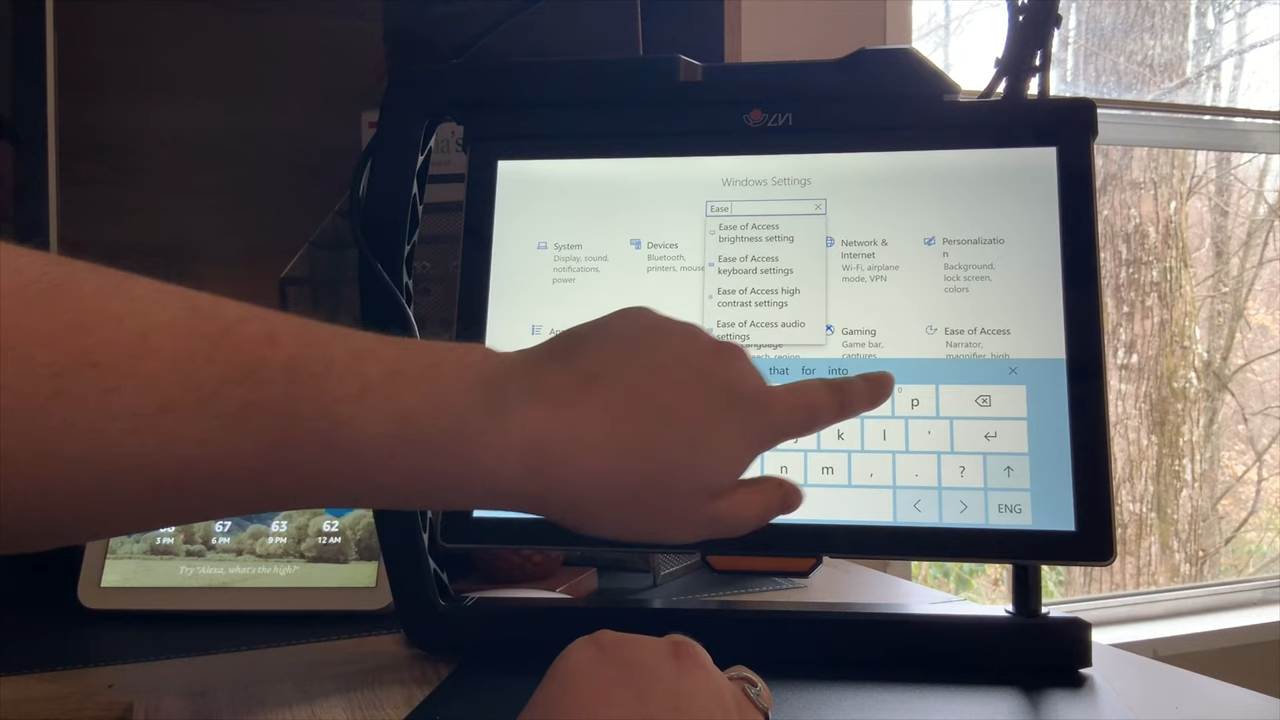 LVI
a's
Windows Settings
Ease
Ease of Access
brightness setting
Ease of Access
keyboard settings
Ease of Access high
contrast settings
Ease of Access audio
settings
System
Display, sound,
notifications,
power
Devices
Bluetooth,
printers, mouse
Network &
Internet
Wi-Fi, airplane
mode, VPN
Personalizatio
n
Background,
lock screen,
colors
Gaming
Game bar,
captures,
Ease of Access
Narrator,
magnifier, high
that for into
0
p
k l '
n m , . ?
< > ENG
67 63 62
3 PM 6 PM 9 PM 12 AM
Try "Alexa, what's the high?"